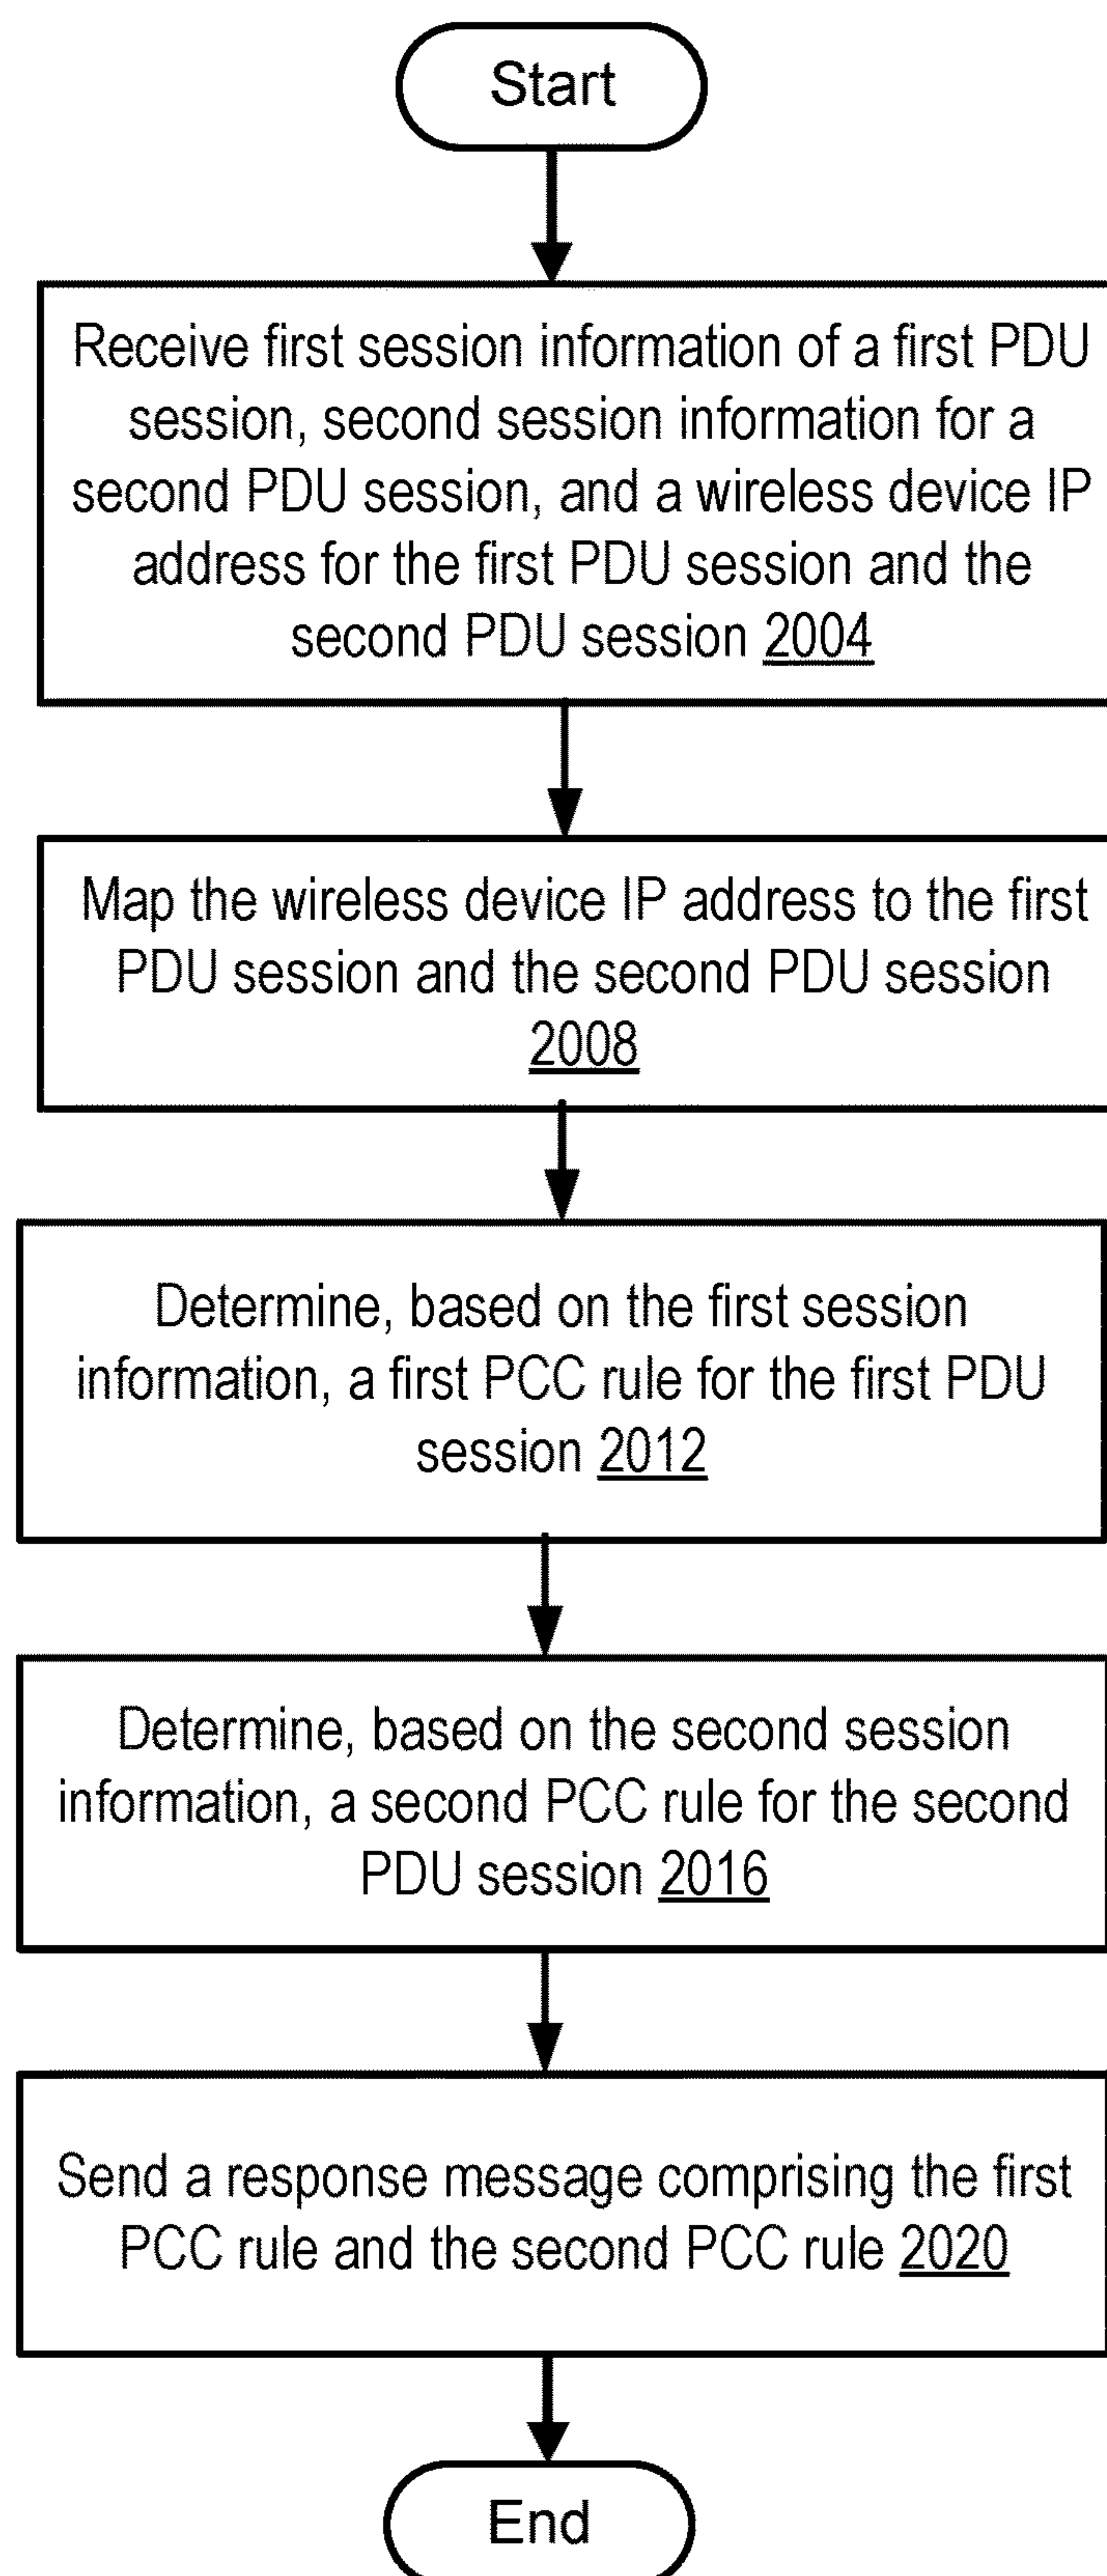 Start
Receive first session information of a first PDU
session, second session information for a
second PDU session, and a wireless device IP
address for the first PDU session and the
second PDU session 2004
Map the wireless device IP address to the first
PDU session and the second PDU session
2008
Determine, based on the first session
information, a first PCC rule for the first PDU
session 2012
Determine, based on the second session
information, a second PCC rule for the second
PDU session 2016
Send a response message comprising the first
PCC rule and the second PCC rule 2020
End